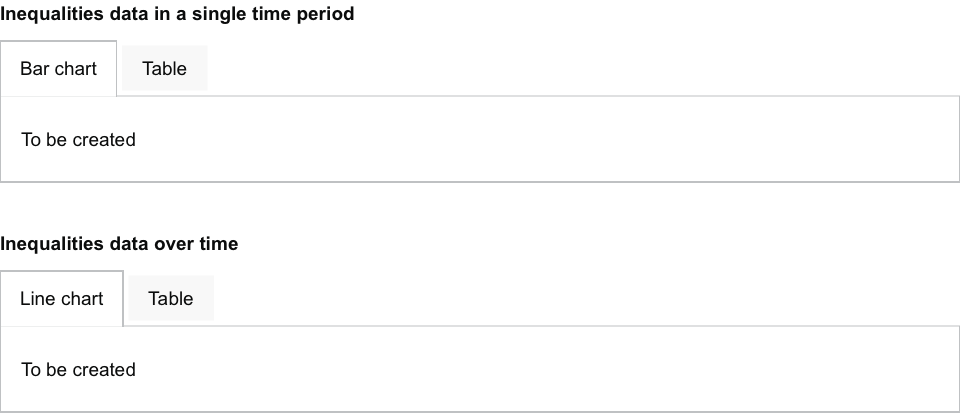 Inequalities data in a single time period
Bar chart Table
To be created
Inequalities data over time
Line chart Table
To be created